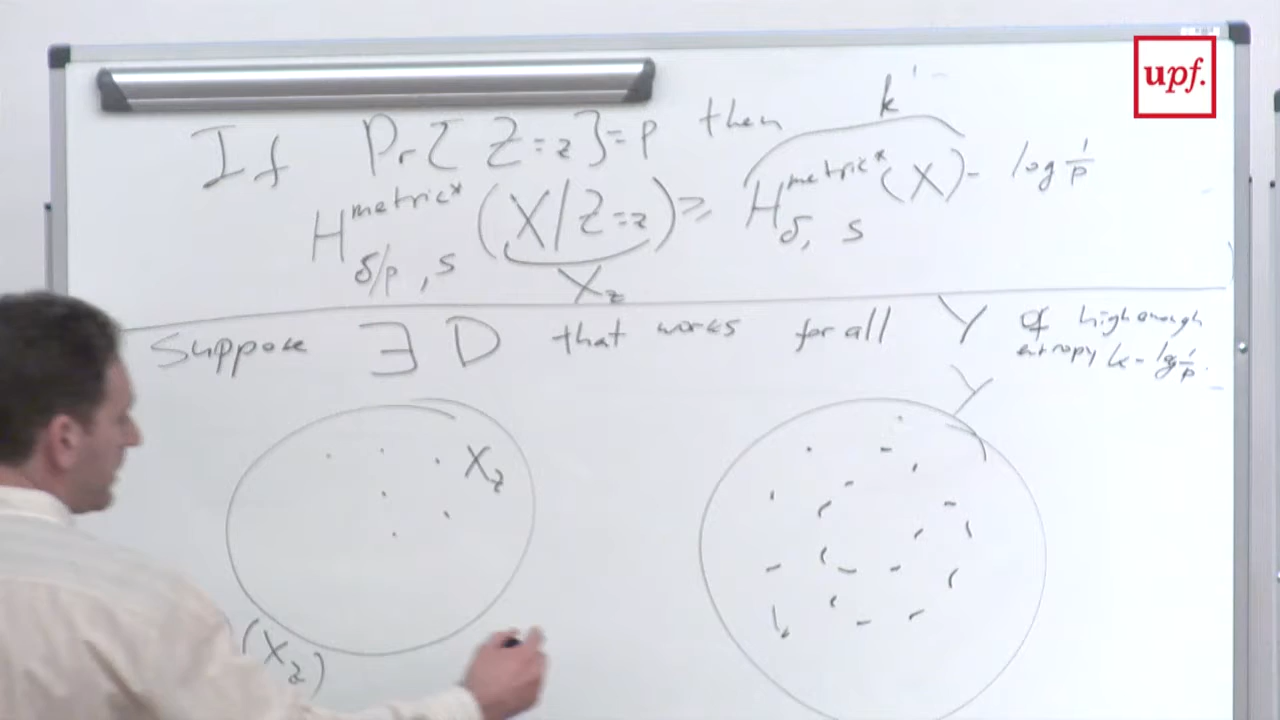 upf.
k
If Pr[Z=z]=p then
H^metric*_δ/p, s (X|Z=z) ≥ H^metric*_δ, s (X) - log 1/p
X_z
Suppose ∃ D that works for all Y of high enough
entropy k - log 1/p.
Y
X_z
(X_z)